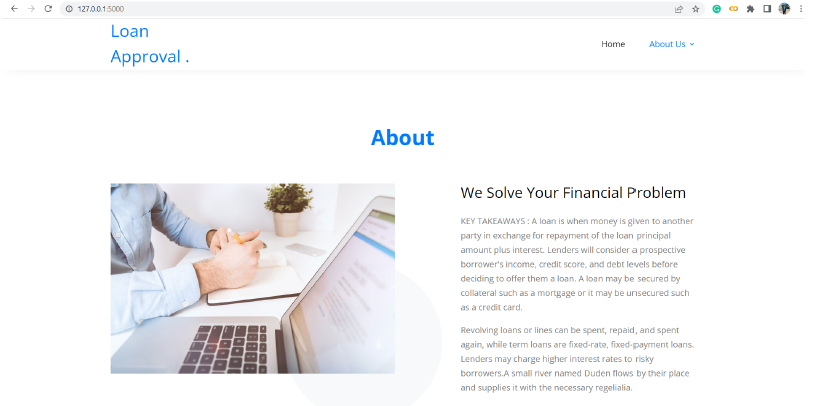 127.0.0.1:5000
Loan
Approval .
Home
About Us
About
We Solve Your Financial Problem
KEY TAKEAWAYS : A loan is when money is given to another
party in exchange for repayment of the loan principal
amount plus interest. Lenders will consider a prospective
borrower's income, credit score, and debt levels before
deciding to offer them a loan. A loan may be secured by
collateral such as a mortgage or it may be unsecured such
as a credit card.
Revolving loans or lines can be spent, repaid, and spent
again, while term loans are fixed-rate, fixed-payment loans.
Lenders may charge higher interest rates to risky
borrowers.A small river named Duden flows by their place
and supplies it with the necessary regelialia.